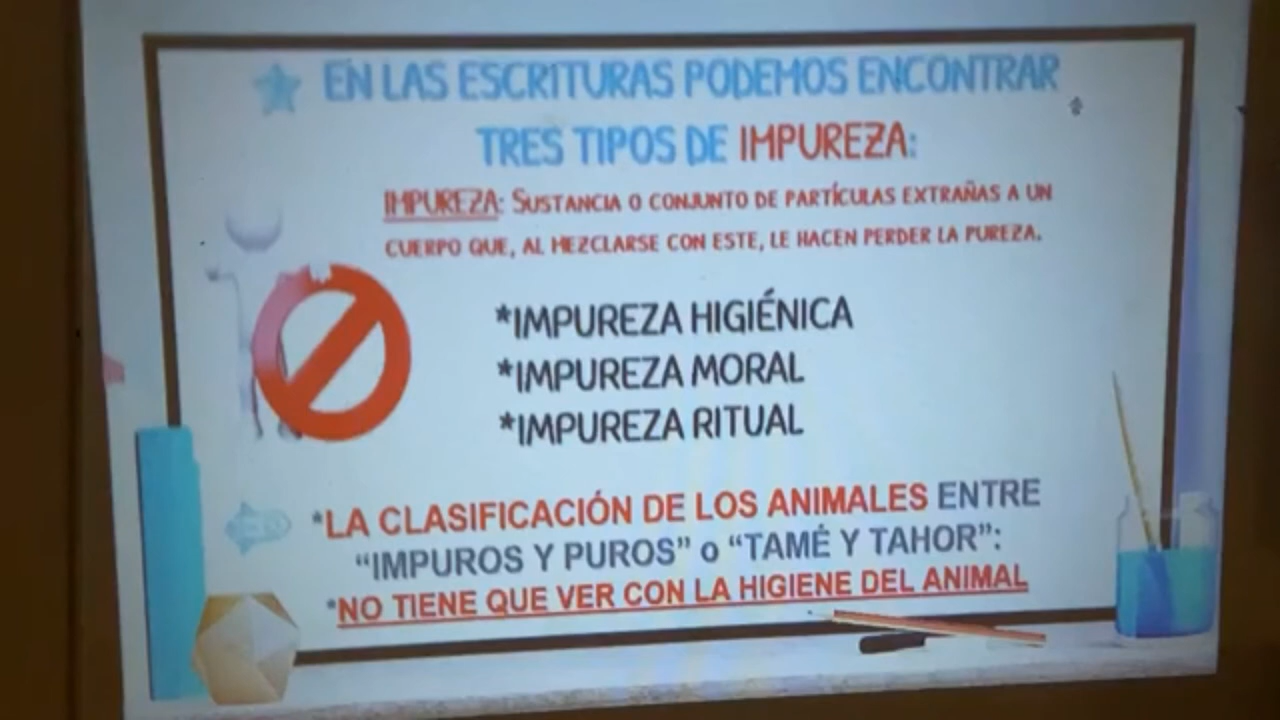 EN LAS ESCRITURAS PODEMOS ENCONTRAR
TRES TIPOS DE IMPUREZA:
IMPUREZA: SUSTANCIA O CONJUNTO DE PARTÍCULAS EXTRAÑAS A UN
CUERPO QUE, AL MEZCLARSE CON ESTE, LE HACEN PERDER LA PUREZA.
*IMPUREZA HIGIÉNICA
*IMPUREZA MORAL
*IMPUREZA RITUAL
*LA CLASIFICACIÓN DE LOS ANIMALES ENTRE
“IMPUROS Y PUROS” o “TAMÉ Y TAHOR”:
*NO TIENE QUE VER CON LA HIGIENE DEL ANIMAL